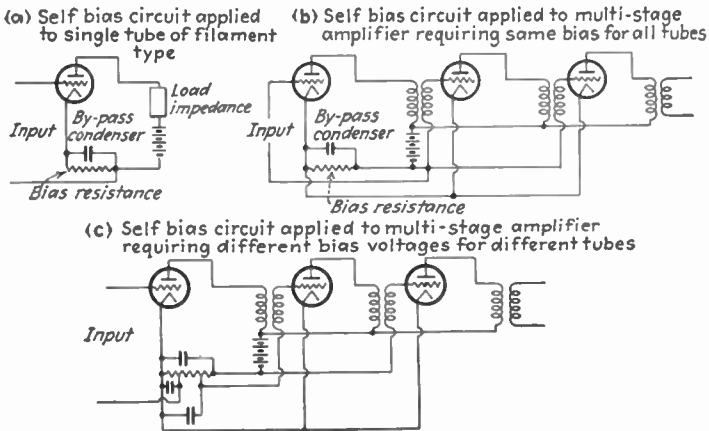 (a) Self bias circuit applied
to single tube of filament
type
Load
impedance
Input
By-pass
condenser
Bias resistance
(b) Self bias circuit applied to multi-stage
amplifier requiring same bias for all tubes
Input
By-pass
condenser
Bias resistance
(c) Self bias circuit applied to multi-stage amplifier
requiring different bias voltages for different tubes
Input